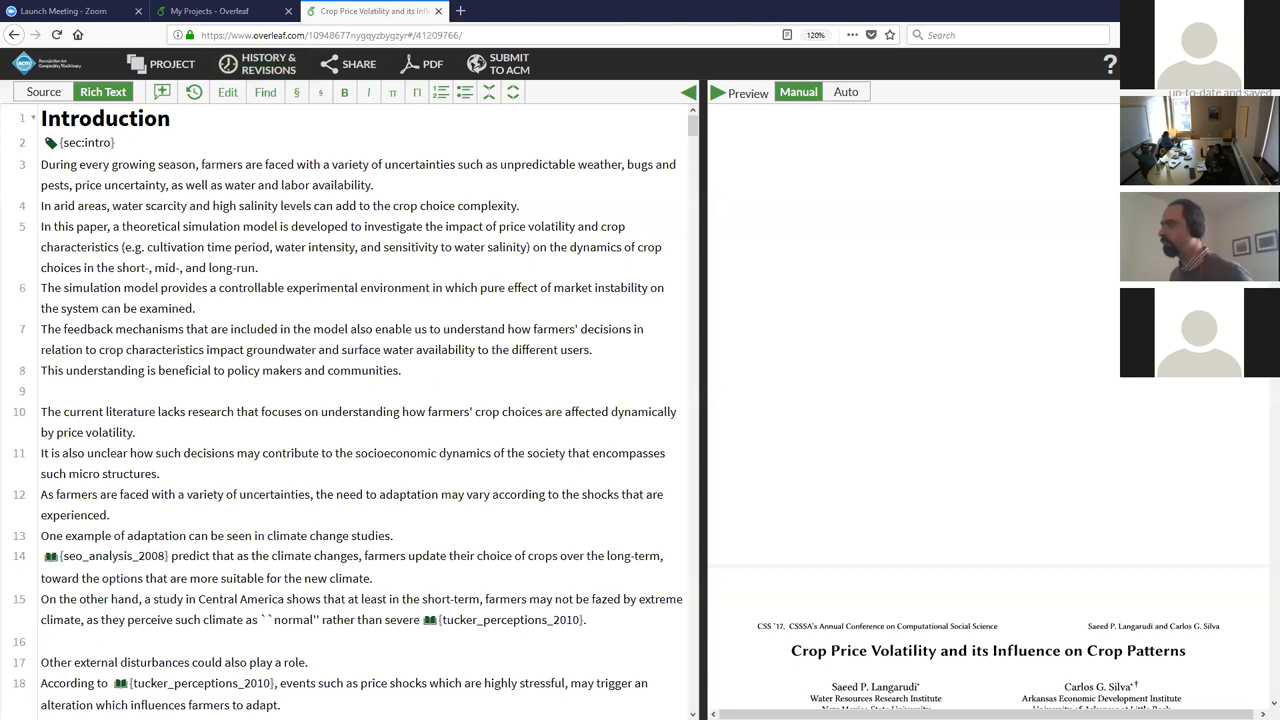 Launch Meeting - Zoom
My Projects - Overleaf
Crop Price Volatility and its Infl
https://www.overleaf.com/10948677nygqyzbygzyr#/41209766/
120%
Search
PROJECT
HISTORY & REVISIONS
SHARE
PDF
SUBMIT TO ACM
?
up-to-date and saved
Source
Rich Text
Edit
Find
§
§
B
I
π
Π
Preview
Manual
Auto
1 Introduction
2 {sec:intro}
3 During every growing season, farmers are faced with a variety of uncertainties such as unpredictable weather, bugs and
pests, price uncertainty, as well as water and labor availability.
4 In arid areas, water scarcity and high salinity levels can add to the crop choice complexity.
5 In this paper, a theoretical simulation model is developed to investigate the impact of price volatility and crop
characteristics (e.g. cultivation time period, water intensity, and sensitivity to water salinity) on the dynamics of crop
choices in the short-, mid-, and long-run.
6 The simulation model provides a controllable experimental environment in which pure effect of market instability on
the system can be examined.
7 The feedback mechanisms that are included in the model also enable us to understand how farmers' decisions in
relation to crop characteristics impact groundwater and surface water availability to the different users.
8 This understanding is beneficial to policy makers and communities.
9
10 The current literature lacks research that focuses on understanding how farmers' crop choices are affected dynamically
by price volatility.
11 It is also unclear how such decisions may contribute to the socioeconomic dynamics of the society that encompasses
such micro structures.
12 As farmers are faced with a variety of uncertainties, the need to adaptation may vary according to the shocks that are
experienced.
13 One example of adaptation can be seen in climate change studies.
14 {seo_analysis_2008} predict that as the climate changes, farmers update their choice of crops over the long-term,
toward the options that are more suitable for the new climate.
15 On the other hand, a study in Central America shows that at least in the short-term, farmers may not be fazed by extreme
climate, as they perceive such climate as ``normal'' rather than severe {tucker_perceptions_2010}.
16
17 Other external disturbances could also play a role.
18 According to {tucker_perceptions_2010}, events such as price shocks which are highly stressful, may trigger an
alteration which influences farmers to adapt.
CSS '17, CSSSA's Annual Conference on Computational Social Science
Saeed P. Langarudi and Carlos G. Silva
Crop Price Volatility and its Influence on Crop Patterns
Saeed P. Langarudi*
Water Resources Research Institute
New Mexico State University
Carlos G. Silva*†
Arkansas Economic Development Institute
University of Arkansas at Little Rock